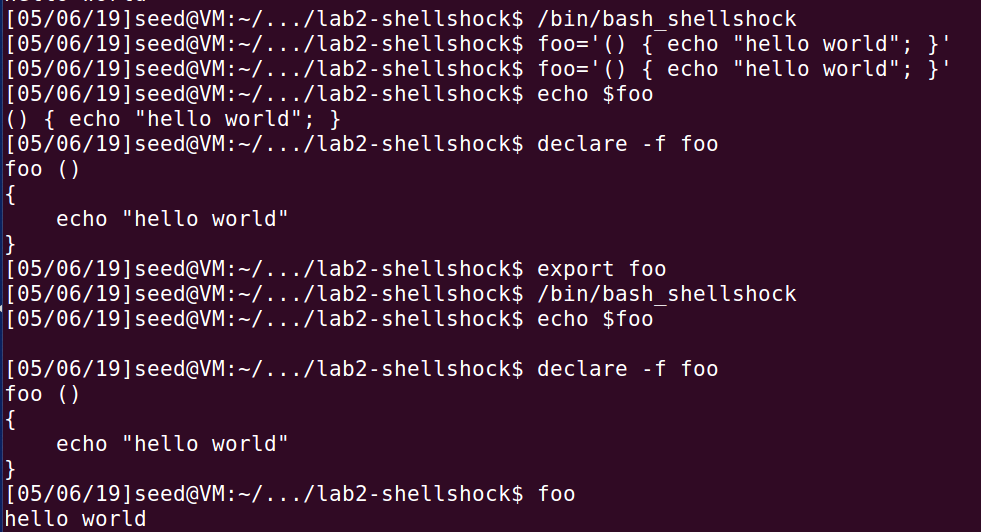 [05/06/19]seed@VM:~/.../lab2-shellshock$ /bin/bash_shellshock
[05/06/19]seed@VM:~/.../lab2-shellshock$ foo='() { echo "hello world"; }'
[05/06/19]seed@VM:~/.../lab2-shellshock$ foo='() { echo "hello world"; }'
[05/06/19]seed@VM:~/.../lab2-shellshock$ echo $foo
() { echo "hello world"; }
[05/06/19]seed@VM:~/.../lab2-shellshock$ declare -f foo
foo ()
{
    echo "hello world"
}
[05/06/19]seed@VM:~/.../lab2-shellshock$ export foo
[05/06/19]seed@VM:~/.../lab2-shellshock$ /bin/bash_shellshock
[05/06/19]seed@VM:~/.../lab2-shellshock$ echo $foo

[05/06/19]seed@VM:~/.../lab2-shellshock$ declare -f foo
foo ()
{
    echo "hello world"
}
[05/06/19]seed@VM:~/.../lab2-shellshock$ foo
hello world